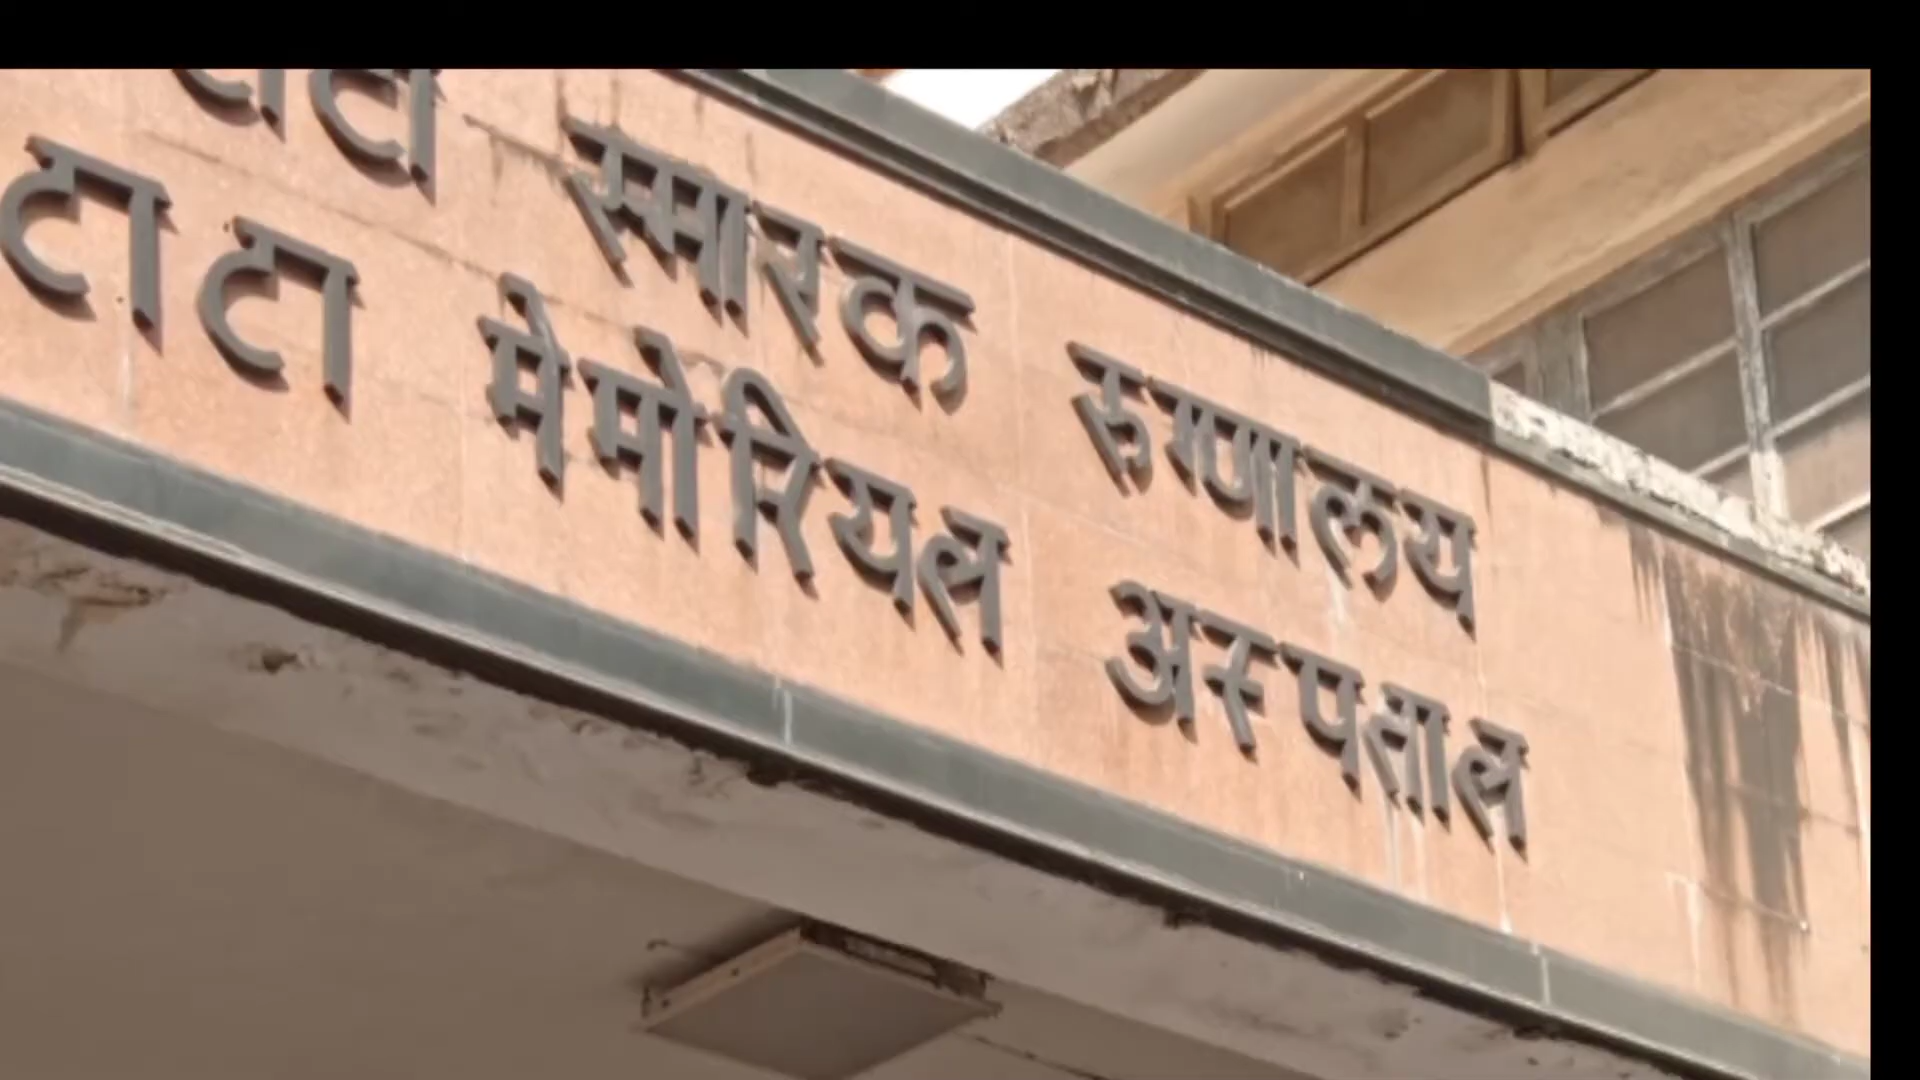 टाटा स्मारक रुग्णालय
टाटा मेमोरियल अस्पताल